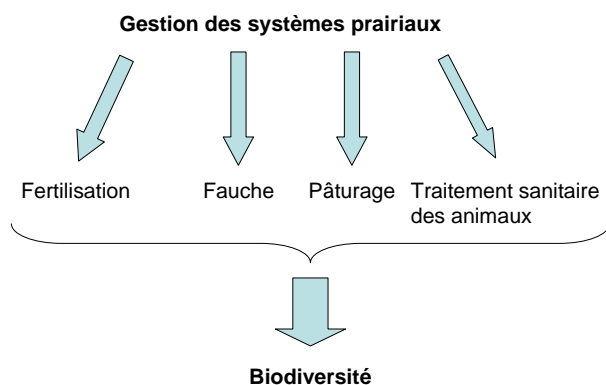 Gestion des systèmes prairiaux
Fertilisation Fauche Pâturage Traitement sanitaire
des animaux
Biodiversité